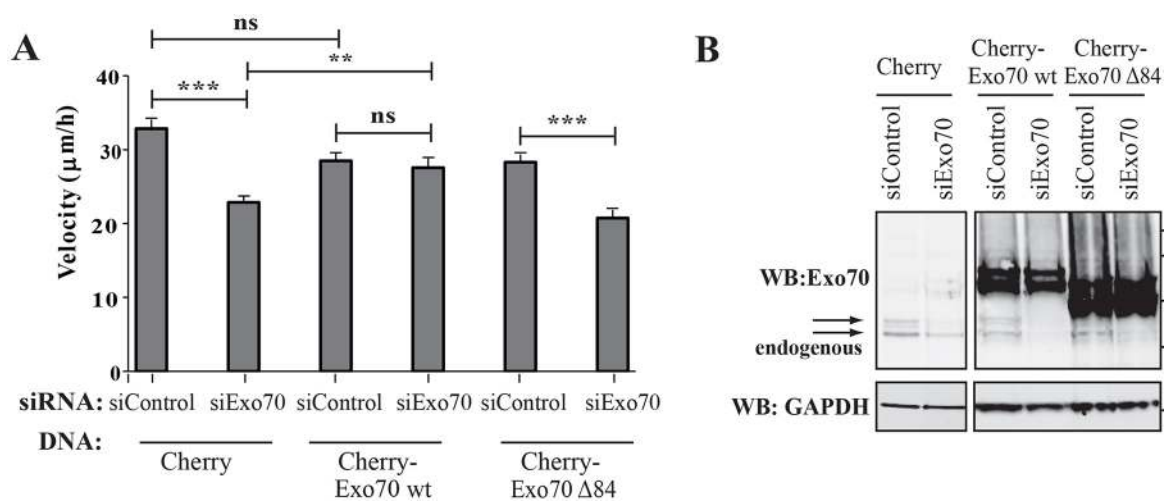 A
ns
**
***
ns
***
Velocity (μm/h)
40
30
20
10
0
siRNA: siControl siExo70 siControl siExo70 siControl siExo70
DNA:
Cherry
Cherry-
Exo70 wt
Cherry-
Exo70 Δ84
B
Cherry
Cherry-
Exo70 wt
Cherry-
Exo70 Δ84
siControl
siExo70
siControl
siExo70
siControl
siExo70
WB:Exo70
endogenous
WB: GAPDH